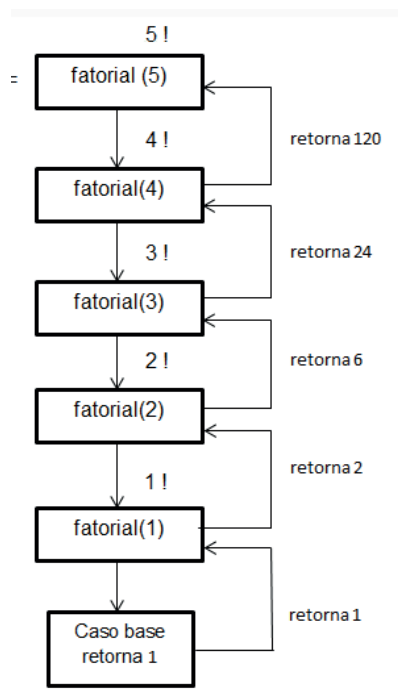 5 !
=
fatorial (5)
4 !
retorna 120
fatorial(4)
3 !
retorna 24
fatorial(3)
2 !
retorna 6
fatorial(2)
1 !
retorna 2
fatorial(1)
retorna 1
Caso base
retorna 1